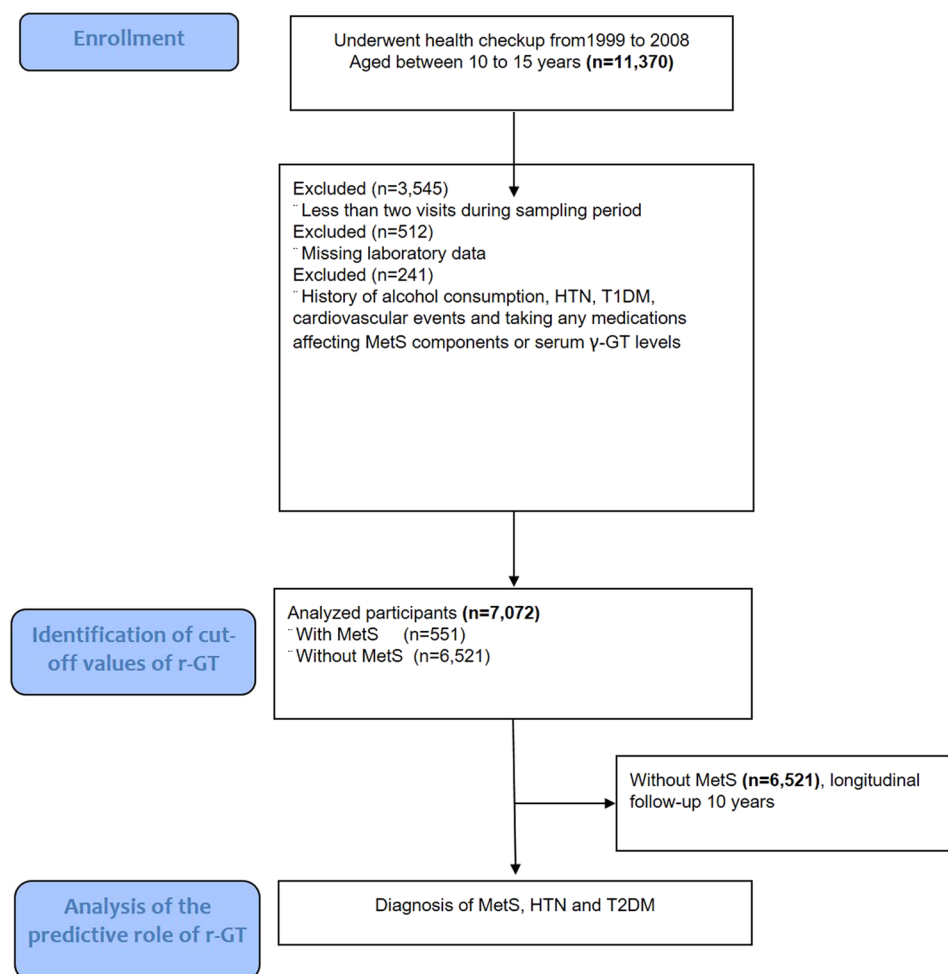 Enrollment
Underwent health checkup from1999 to 2008
Aged between 10 to 15 years (n=11,370)
Excluded (n=3,545)
¨Less than two visits during sampling period
Excluded (n=512)
¨Missing laboratory data
Excluded (n=241)
¨History of alcohol consumption, HTN, T1DM,
cardiovascular events and taking any medications
affecting MetS components or serum γ-GT levels
Identification of cut-
off values of r-GT
Analyzed participants (n=7,072)
¨With MetS (n=551)
¨Without MetS (n=6,521)
Without MetS (n=6,521), longitudinal
follow-up 10 years
Analysis of the
predictive role of r-GT
Diagnosis of MetS, HTN and T2DM